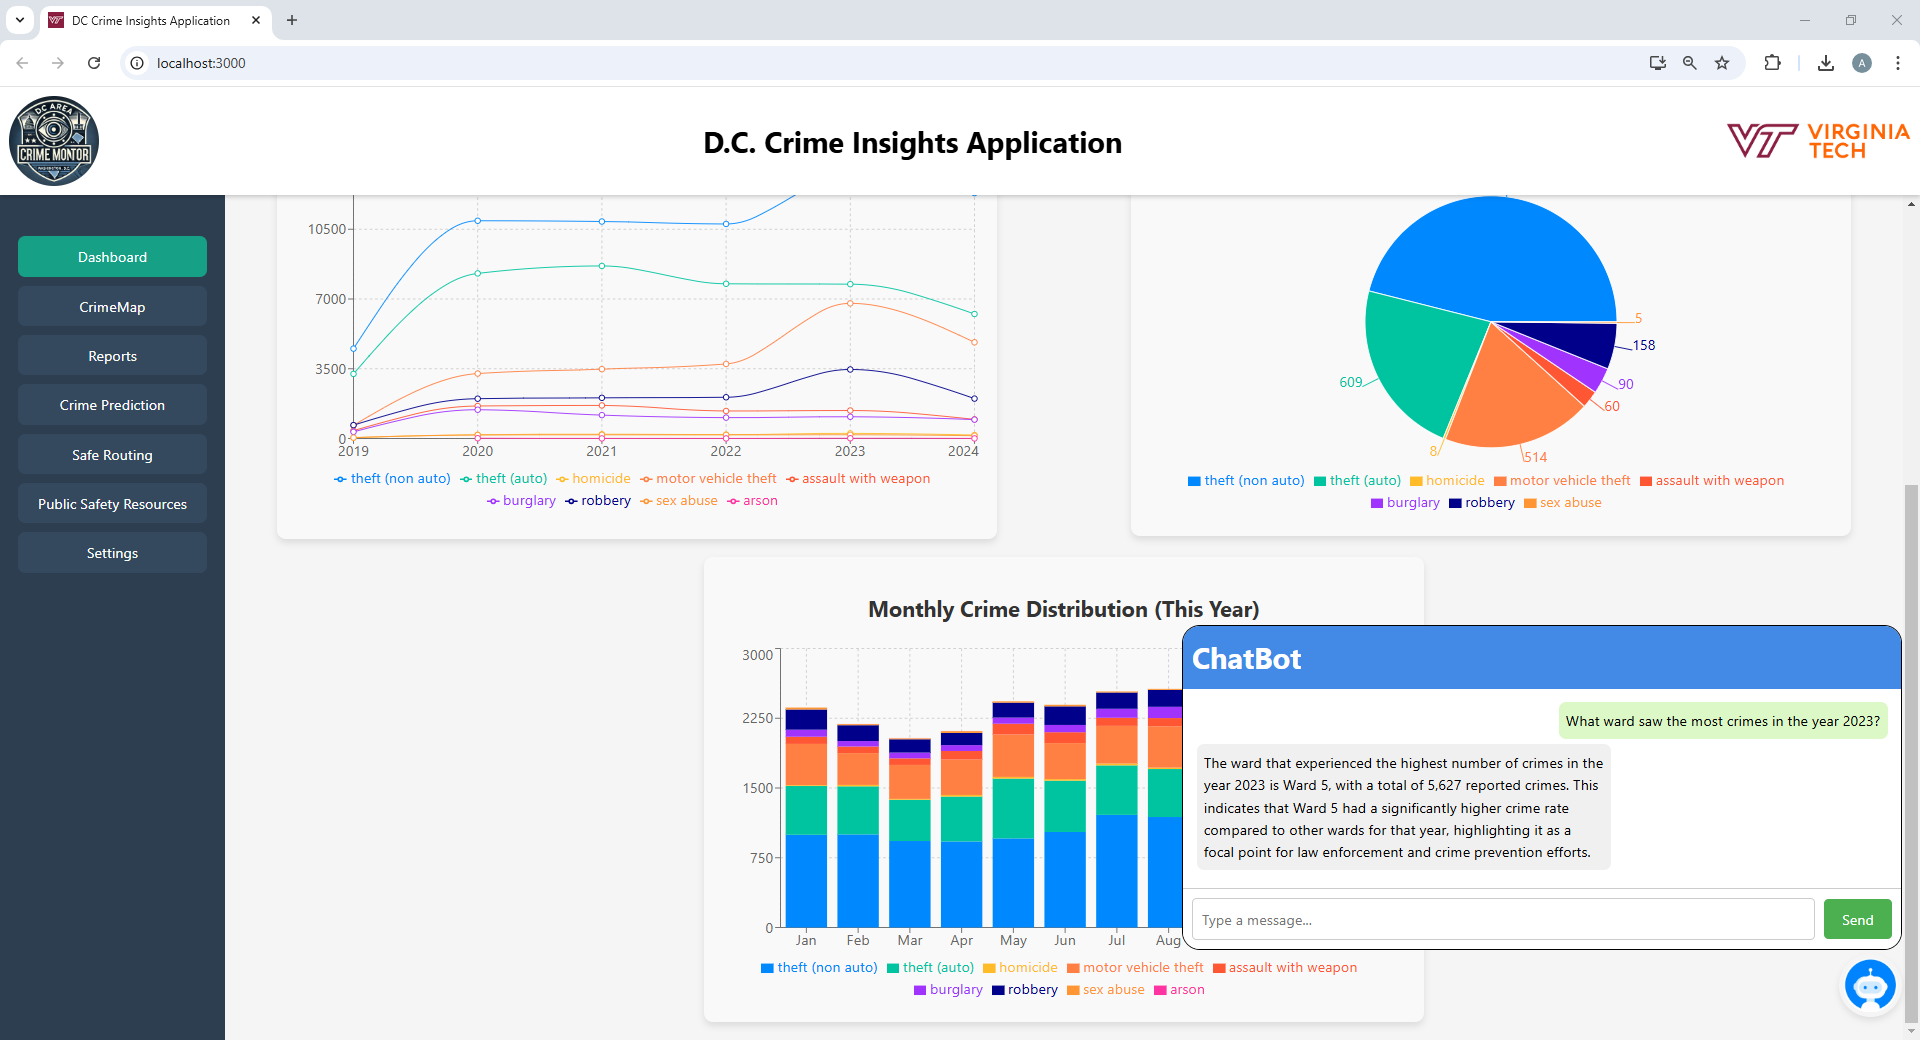 DC Crime Insights Application
localhost:3000
A
DC AREA
CRIME MONTOR
WASHINGTON, D.C.
D.C. Crime Insights Application
VT VIRGINIA
TECH
Dashboard
CrimeMap
Reports
Crime Prediction
Safe Routing
Public Safety Resources
Settings
10500
7000
3500
0
2019 2020 2021 2022 2023 2024
theft (non auto) theft (auto) homicide motor vehicle theft assault with weapon
burglary robbery sex abuse arson
5
158
90
60
514
8
609
theft (non auto) theft (auto) homicide motor vehicle theft assault with weapon
burglary robbery sex abuse
Monthly Crime Distribution (This Year)
3000
2250
1500
750
0
Jan Feb Mar Apr May Jun Jul Aug
theft (non auto) theft (auto) homicide motor vehicle theft assault with weapon
burglary robbery sex abuse arson
ChatBot
What ward saw the most crimes in the year 2023?
The ward that experienced the highest number of crimes in the
year 2023 is Ward 5, with a total of 5,627 reported crimes. This
indicates that Ward 5 had a significantly higher crime rate
compared to other wards for that year, highlighting it as a
focal point for law enforcement and crime prevention efforts.
Type a message...
Send